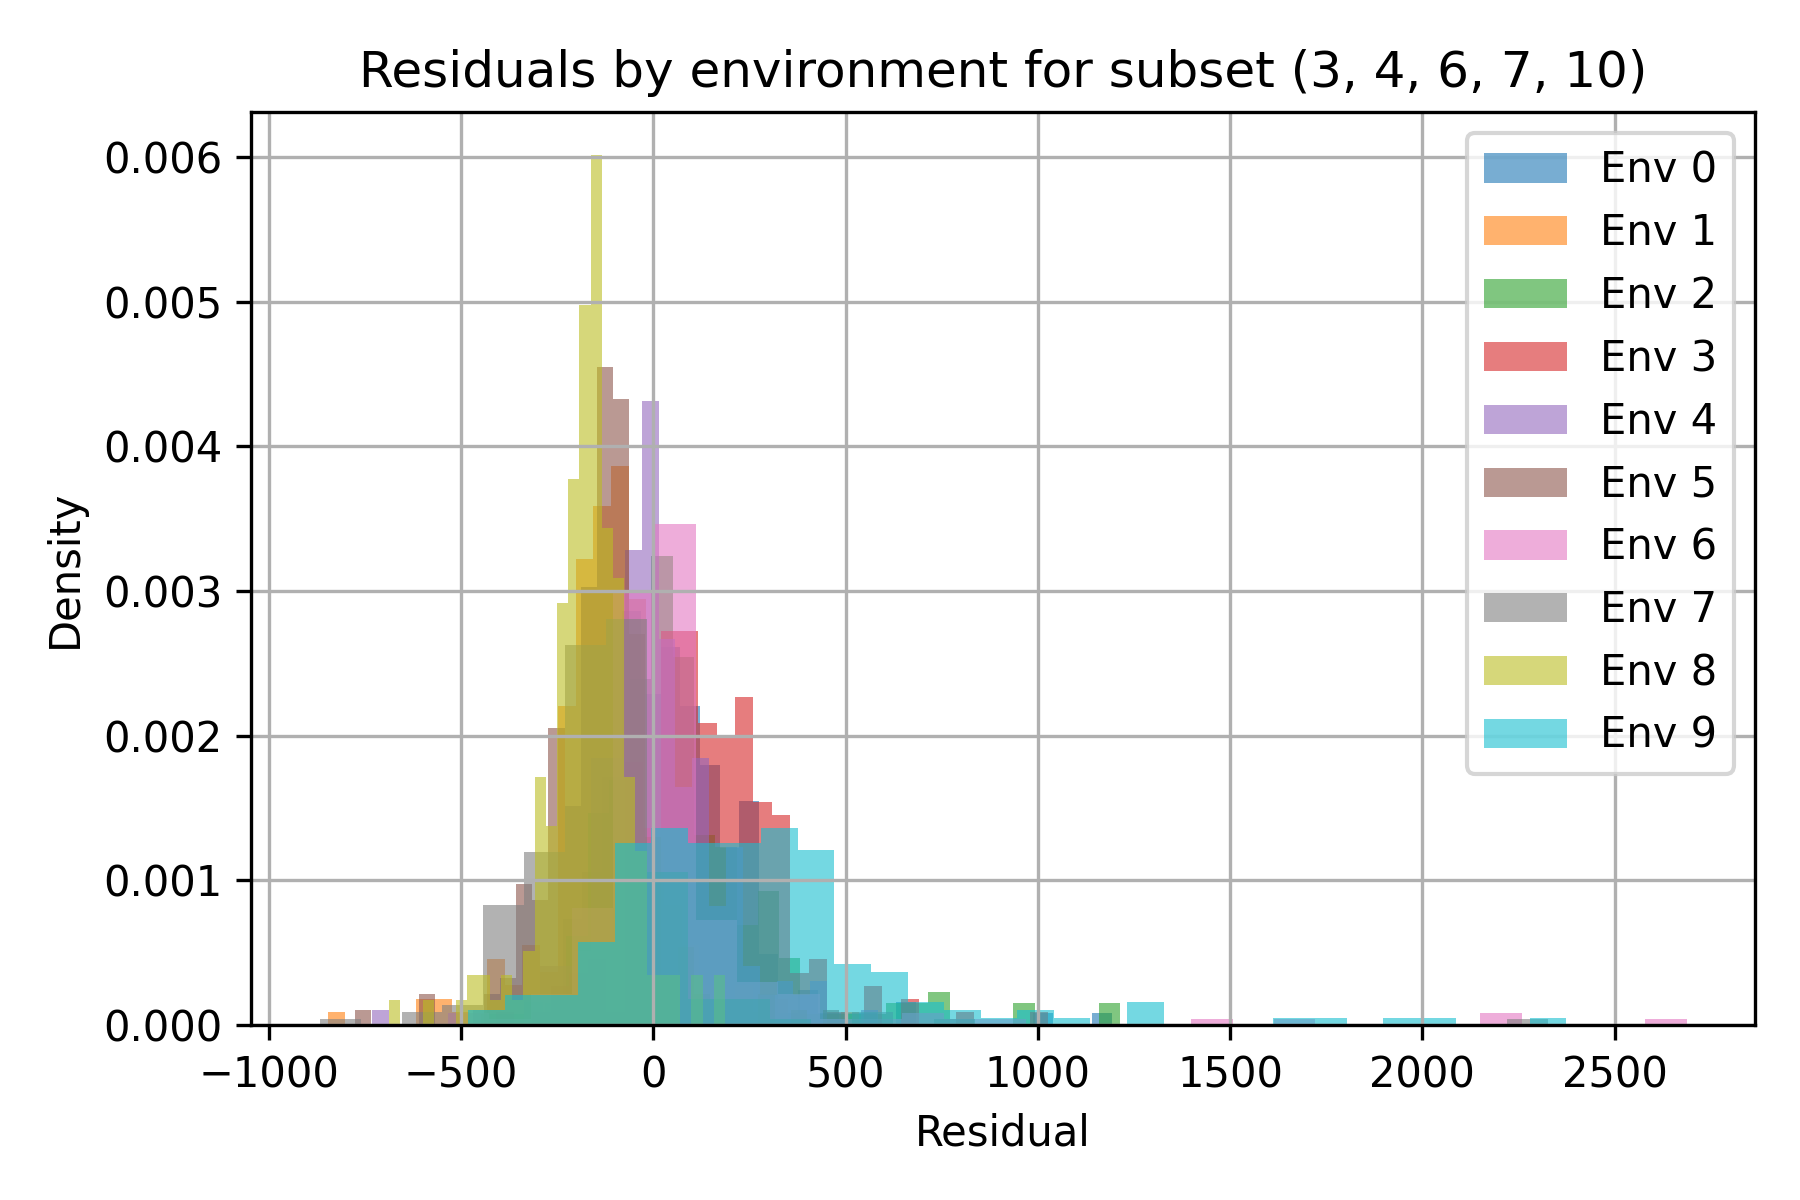 Residuals by environment for subset (3, 4, 6, 7, 10)
0.006
0.005
0.004
0.003
0.002
0.001
0.000
Density
−1000
−500
0
500
1000
1500
2000
2500
Residual
Env 0
Env 1
Env 2
Env 3
Env 4
Env 5
Env 6
Env 7
Env 8
Env 9